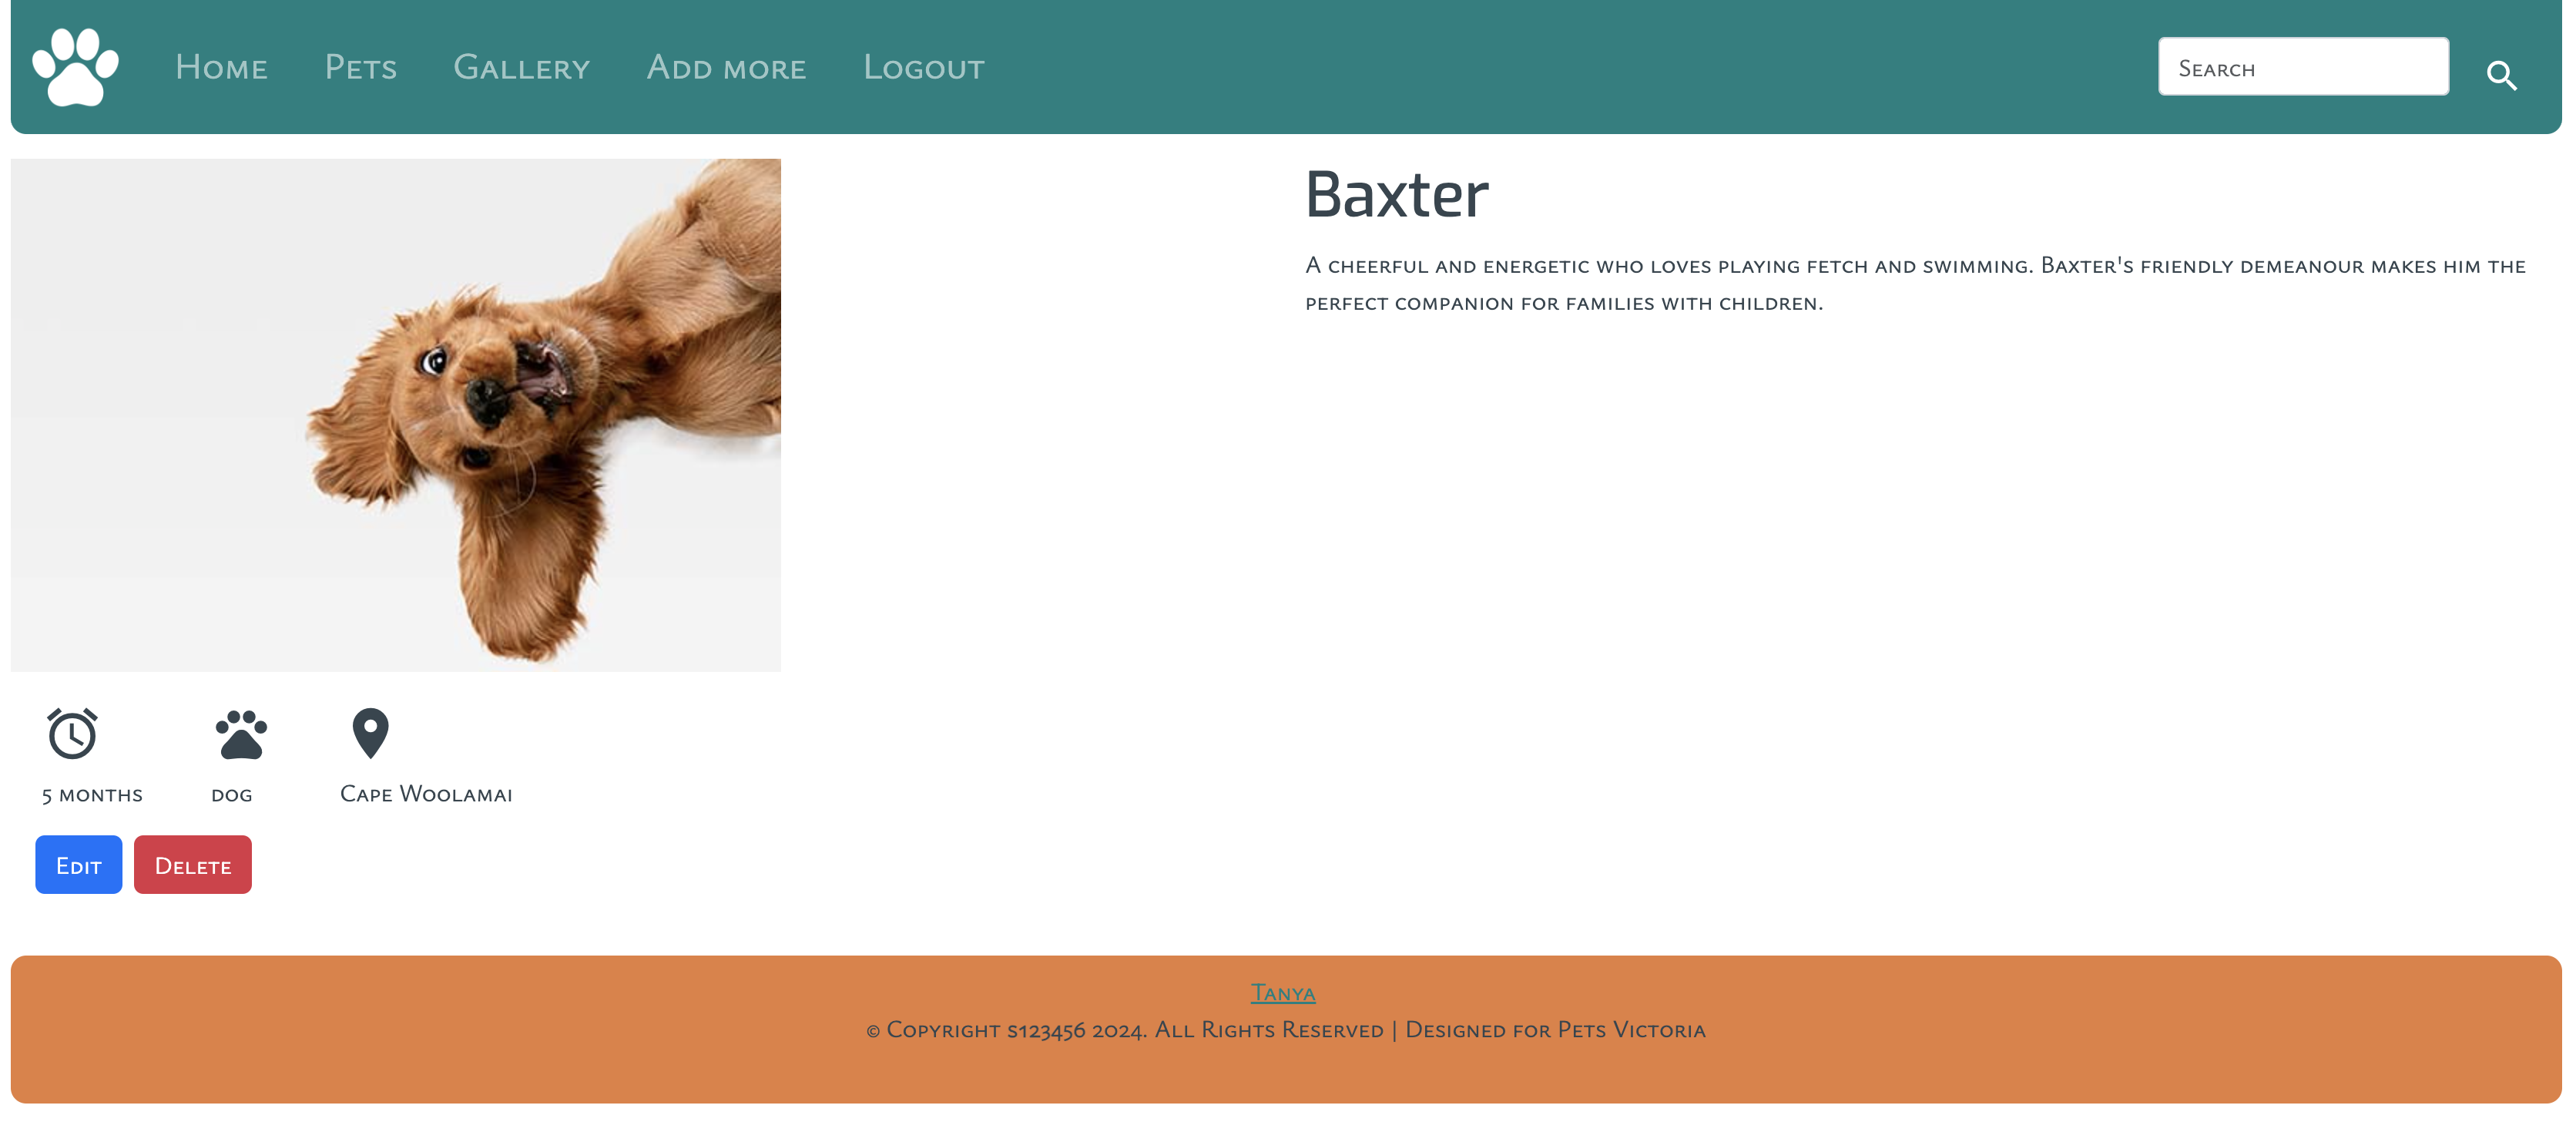 Home Pets Gallery Add more Logout Search
Baxter
A cheerful and energetic who loves playing fetch and swimming. Baxter's friendly demeanour makes him the
perfect companion for families with children.
5 months dog Cape Woolamai
Edit Delete
Tanya
© Copyright s123456 2024. All Rights Reserved | Designed for Pets Victoria